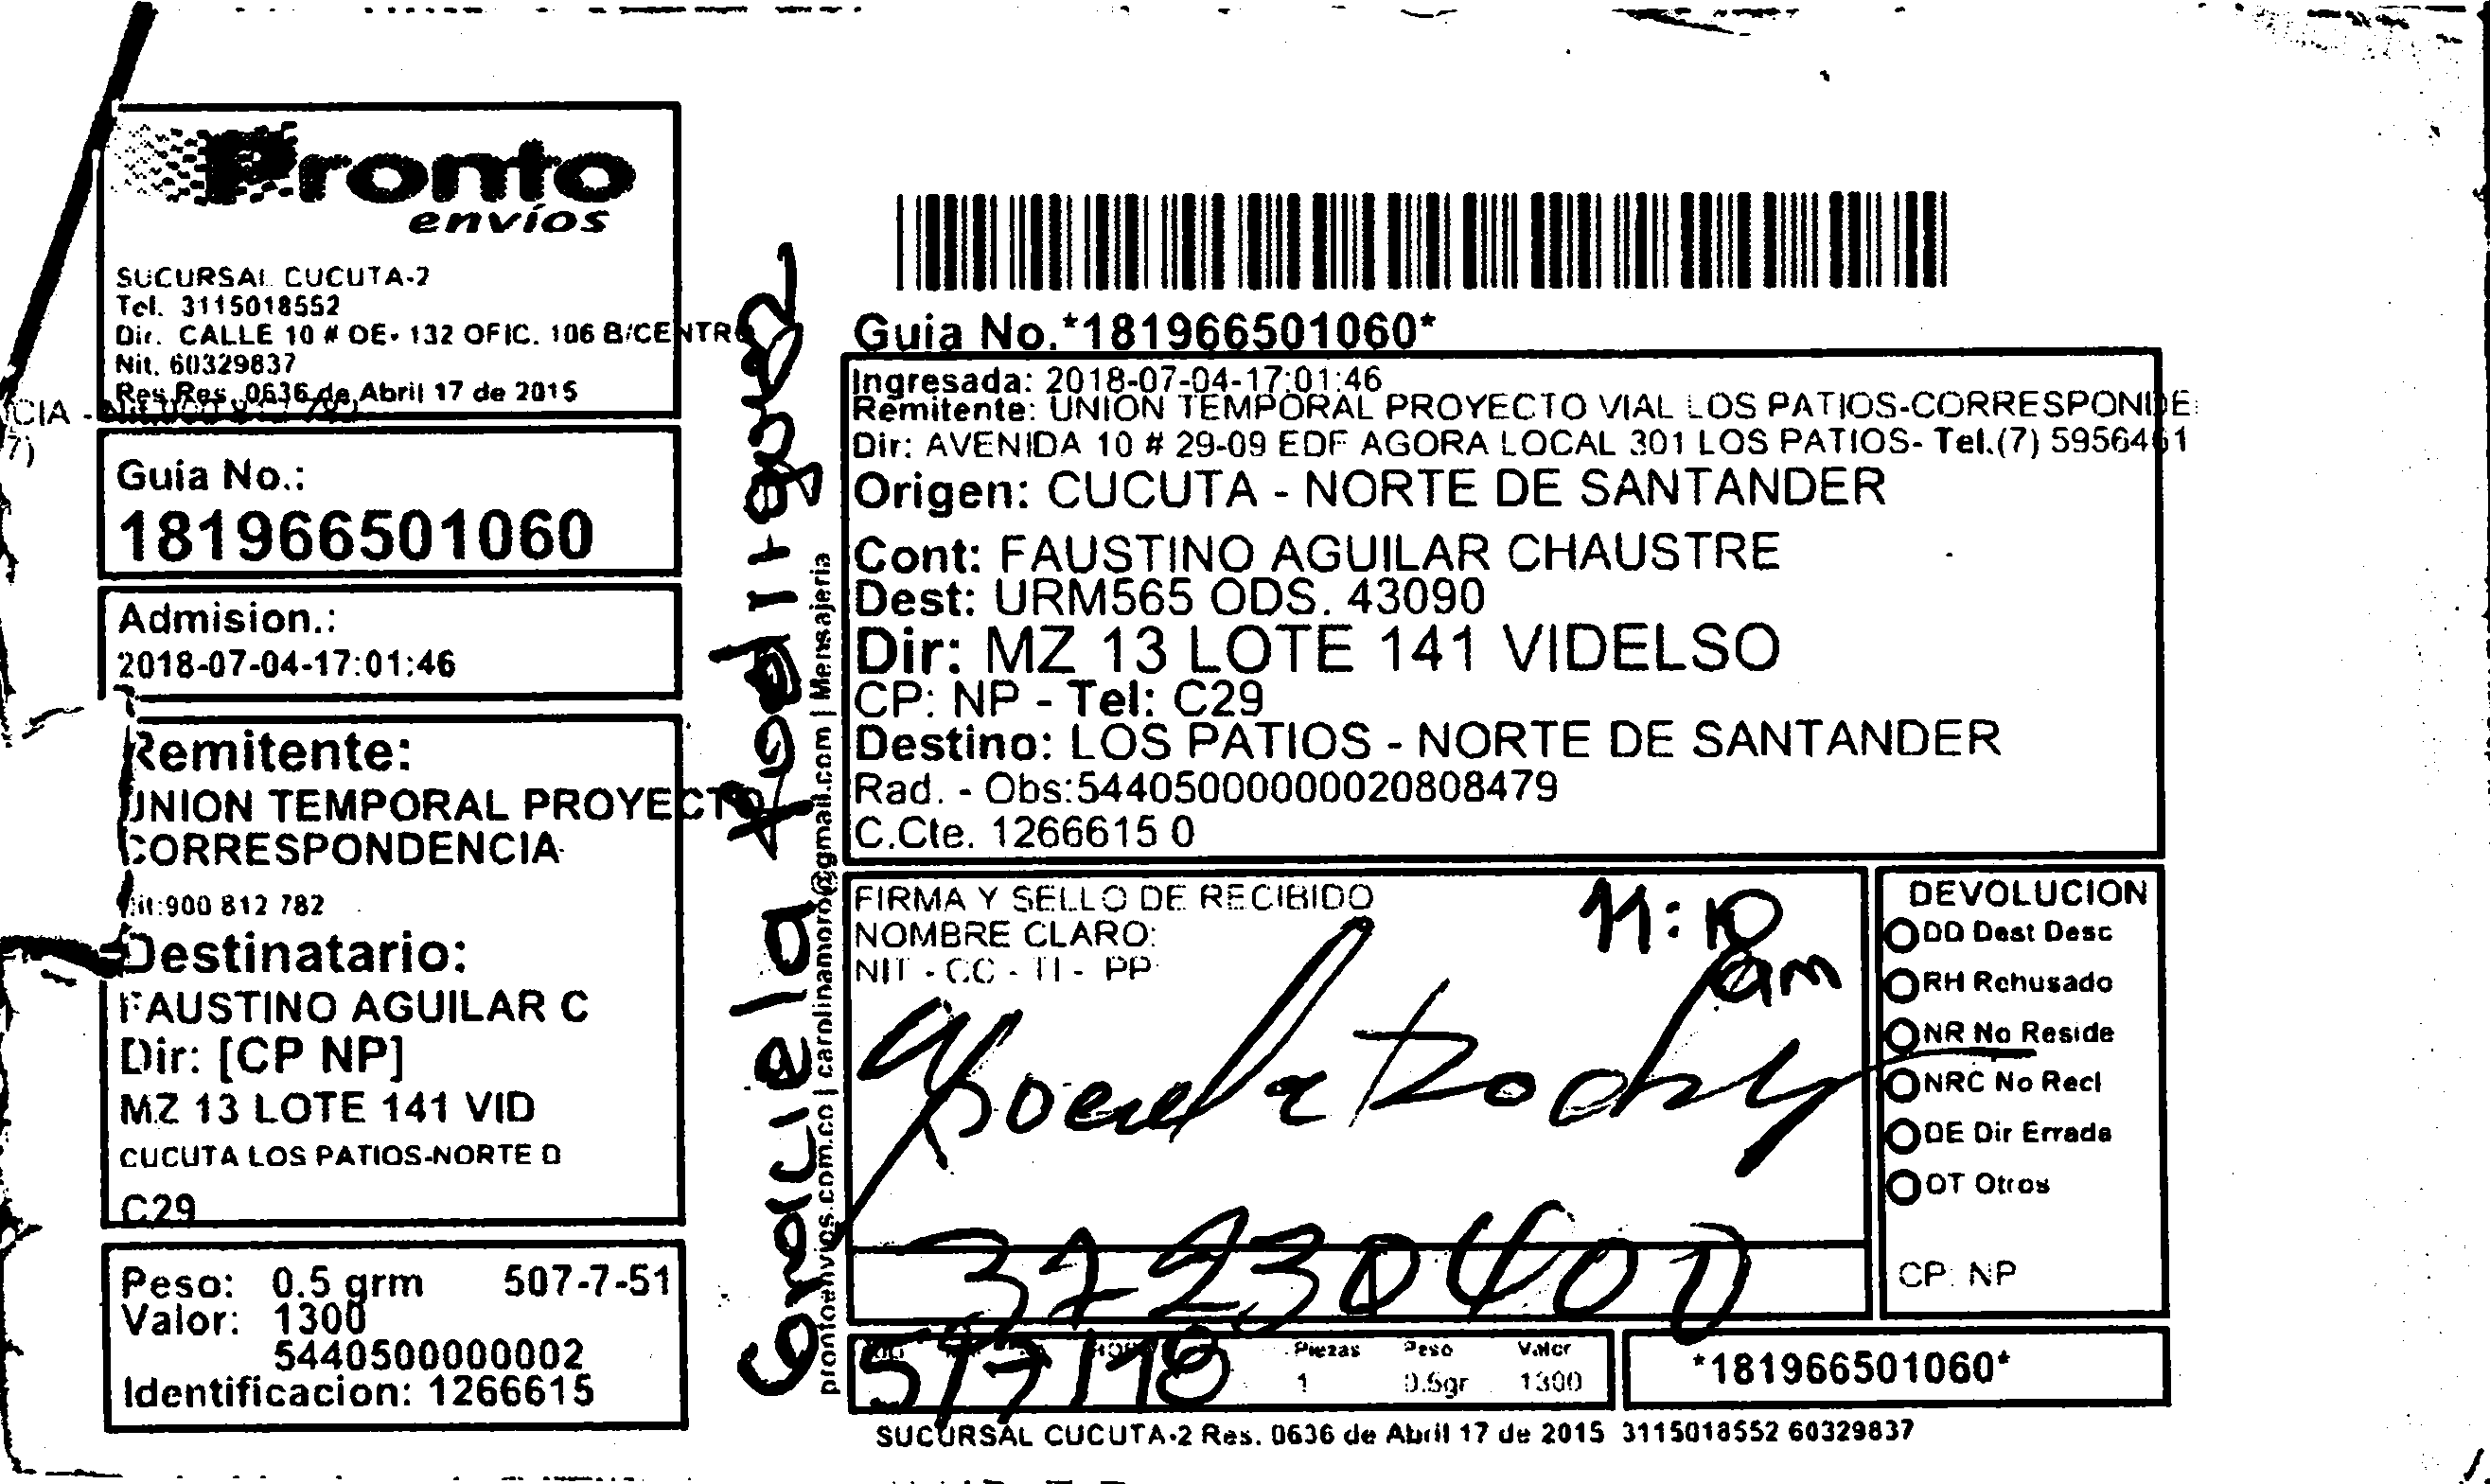 Pronto
envíos
SUCURSAL CUCUTA-2
Tel. 3115018552
Dir. CALLE 10 # OE- 132 OFIC. 106 B/CENTRO
Nit. 60329837
Res Res. 0636 de Abril 17 de 2015
CIA -
7)
Guia No.:
181966501060
Admision.:
2018-07-04-17:01:46
Remitente:
UNION TEMPORAL PROYECTO
CORRESPONDENCIA
Nit:900 812 782
Destinatario:
FAUSTINO AGUILAR C
Dir: [CP NP]
MZ 13 LOTE 141 VID
CUCUTA LOS PATIOS-NORTE D
C29
Peso: 0.5 grm 507-7-51
Valor: 1300
5440500000002
Identificacion: 1266615
Graciela
prontoenvios.com.co | carolinamoro@gmail.com | Mensajeria
Guia No.*181966501060*
Ingresada: 2018-07-04-17:01:46
Remitente: UNION TEMPORAL PROYECTO VIAL LOS PATIOS-CORRESPONDE
Dir: AVENIDA 10 # 29-09 EDF AGORA LOCAL 301 LOS PATIOS- Tel.(7) 5956461
Origen: CUCUTA - NORTE DE SANTANDER
Cont: FAUSTINO AGUILAR CHAUSTRE
Dest: URM565 ODS. 43090
Dir: MZ 13 LOTE 141 VIDELSO
CP: NP - Tel: C29
Destino: LOS PATIOS - NORTE DE SANTANDER
Rad. - Obs:544050000000020808479
C.Cte. 1266615 0
FIRMA Y SELLO DE RECIBIDO
NOMBRE CLARO:
NIT - CC - TI - PP
11:10
am
37230400
5/7/18
Piezas Peso Valor
1 0.5gr 1300
DEVOLUCION
DD Dest Desc
RH Rehusado
NR No Reside
NRC No Recl
DE Dir Errada
OT Otros
CP: NP
*181966501060*
SUCURSAL CUCUTA-2 Res. 0636 de Abril 17 de 2015 3115018552 60329837